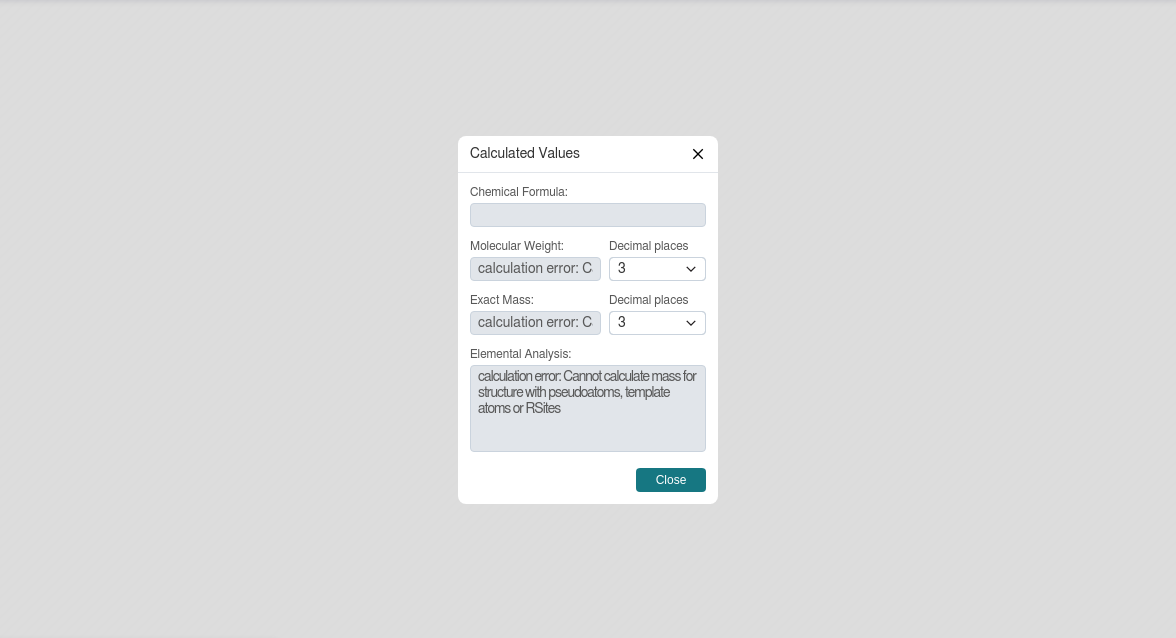 Calculated Values
Chemical Formula:
Molecular Weight: Decimal places
calculation error: C 3
Exact Mass: Decimal places
calculation error: C 3
Elemental Analysis:
calculation error: Cannot calculate mass for
structure with pseudoatoms, template
atoms or RSites
Close